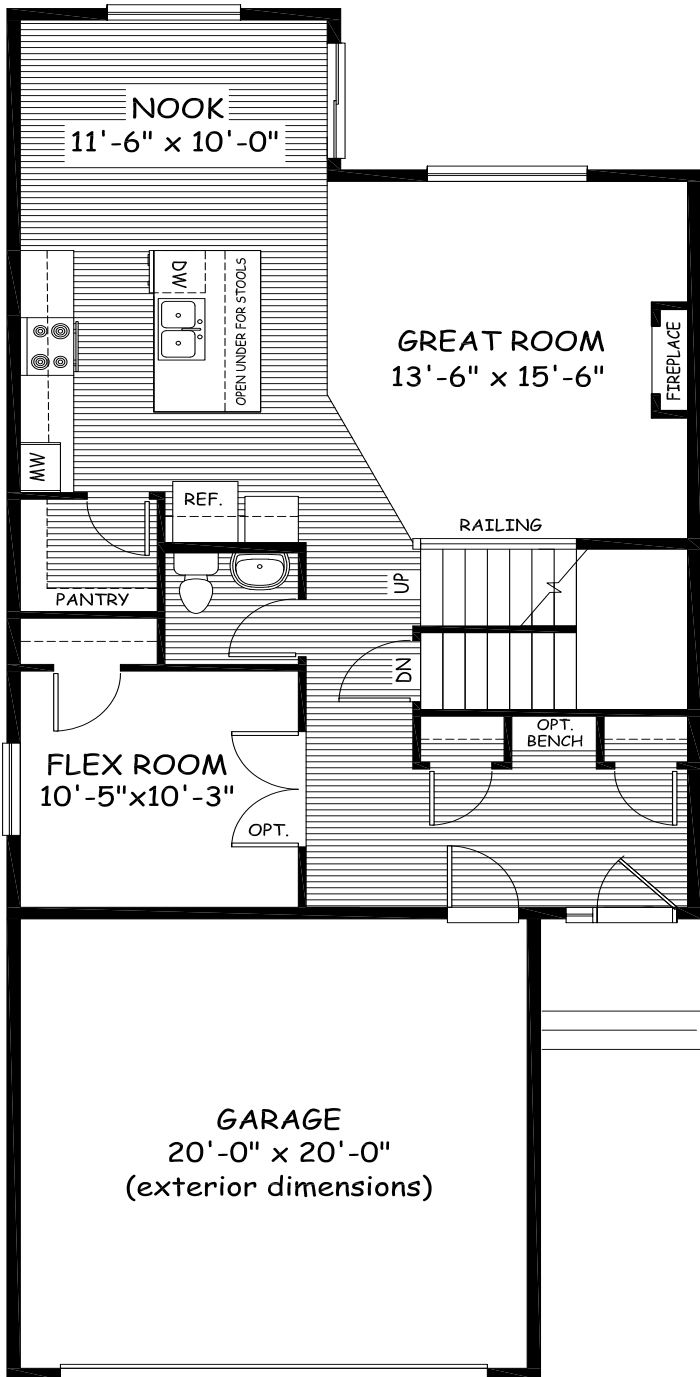 NOOK
11'-6" x 10'-0"
DW
OPEN UNDER FOR STOOLS
GREAT ROOM
13'-6" x 15'-6"
FIREPLACE
MW
REF.
RAILING
PANTRY
UP
DN
OPT.
BENCH
FLEX ROOM
10'-5"x10'-3"
OPT.
GARAGE
20'-0" x 20'-0"
(exterior dimensions)